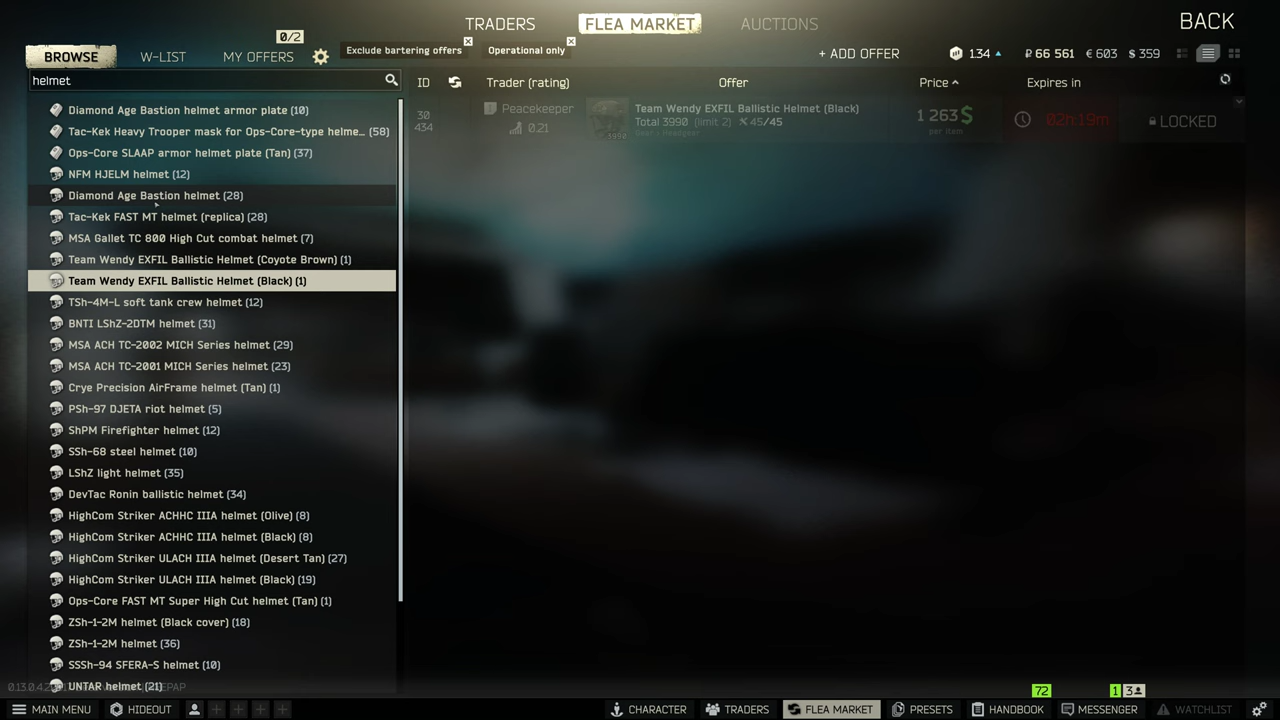 TRADERS
FLEA MARKET
AUCTIONS
BACK
0/2
BROWSE
W-LIST
MY OFFERS
Exclude bartering offers
Operational only
+ ADD OFFER
1.34
₽ 66 561
€ 603
$ 359
helmet
ID
Trader (rating)
Offer
Price
Expires in
30
434
Peacekeeper
0.21
3990
Team Wendy EXFIL Ballistic Helmet (Black)
Total 3990 (limit 2) 45/45
Gear > Headgear
1 263 $
per item
02h:19m
LOCKED
Diamond Age Bastion helmet armor plate (10)
Tac-Kek Heavy Trooper mask for Ops-Core-type helme... (58)
Ops-Core SLAAP armor helmet plate (Tan) (37)
NFM HJELM helmet (12)
Diamond Age Bastion helmet (28)
Tac-Kek FAST MT helmet (replica) (28)
MSA Gallet TC 800 High Cut combat helmet (7)
Team Wendy EXFIL Ballistic Helmet (Coyote Brown) (1)
Team Wendy EXFIL Ballistic Helmet (Black) (1)
TSh-4M-L soft tank crew helmet (12)
BNTI LShZ-2DTM helmet (31)
MSA ACH TC-2002 MICH Series helmet (29)
MSA ACH TC-2001 MICH Series helmet (23)
Crye Precision AirFrame helmet (Tan) (1)
PSh-97 DJETA riot helmet (5)
ShPM Firefighter helmet (12)
SSh-68 steel helmet (10)
LShZ light helmet (35)
DevTac Ronin ballistic helmet (34)
HighCom Striker ACHHC IIIA helmet (Olive) (8)
HighCom Striker ACHHC IIIA helmet (Black) (8)
HighCom Striker ULACH IIIA helmet (Desert Tan) (27)
HighCom Striker ULACH IIIA helmet (Black) (19)
Ops-Core FAST MT Super High Cut helmet (Tan) (1)
ZSh-1-2M helmet (Black cover) (18)
ZSh-1-2M helmet (36)
SSSh-94 SFERA-S helmet (10)
UNTAR helmet (21)
72
1
3
MAIN MENU
HIDEOUT
CHARACTER
TRADERS
FLEA MARKET
PRESETS
HANDBOOK
MESSENGER
WATCHLIST